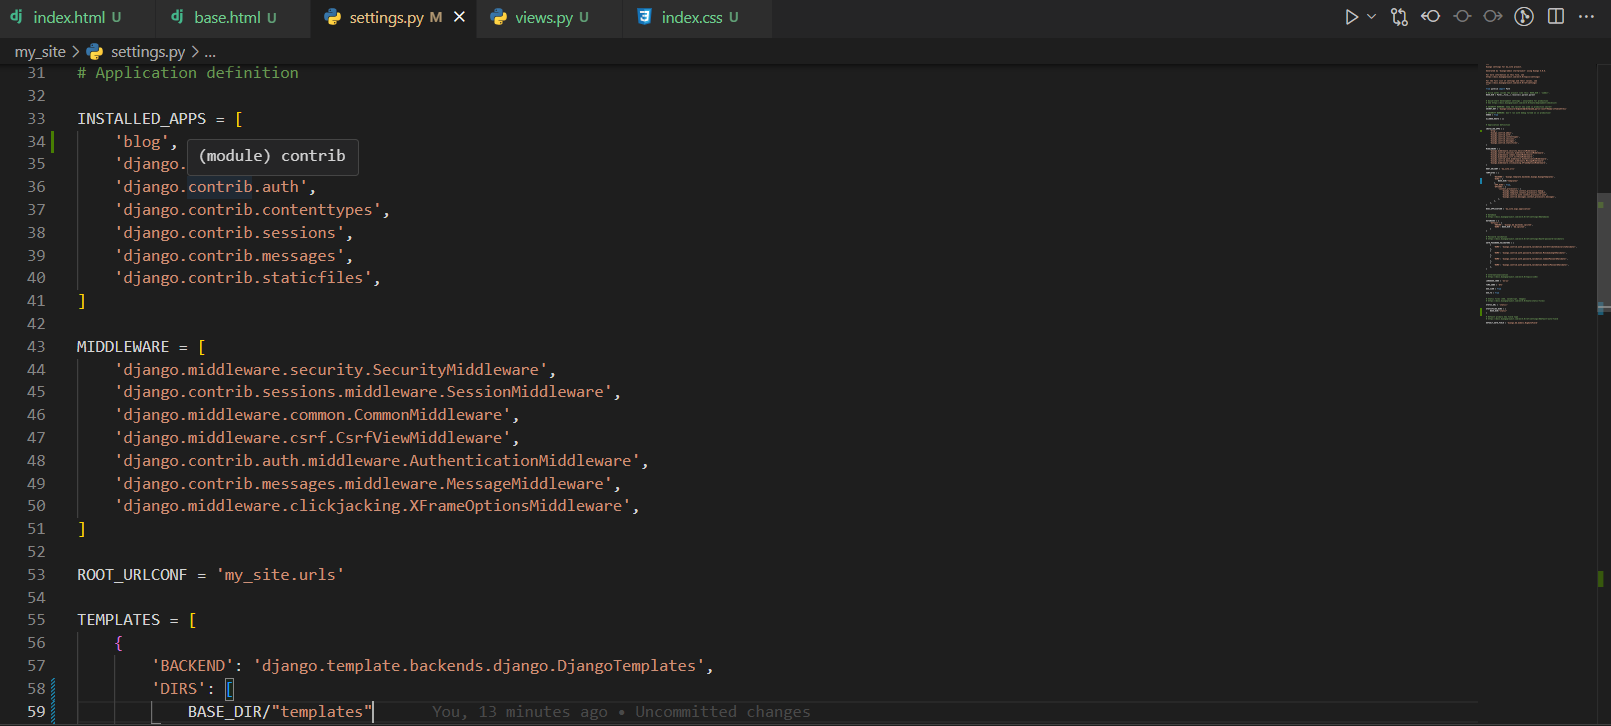 index.html U base.html U settings.py M views.py U index.css U
my_site > settings.py > ...
31 # Application definition
32
33 INSTALLED_APPS = [
34 'blog',
(module) contrib
35 'django.
36 'django.contrib.auth',
37 'django.contrib.contenttypes',
38 'django.contrib.sessions',
39 'django.contrib.messages',
40 'django.contrib.staticfiles',
41 ]
42
43 MIDDLEWARE = [
44 'django.middleware.security.SecurityMiddleware',
45 'django.contrib.sessions.middleware.SessionMiddleware',
46 'django.middleware.common.CommonMiddleware',
47 'django.middleware.csrf.CsrfViewMiddleware',
48 'django.contrib.auth.middleware.AuthenticationMiddleware',
49 'django.contrib.messages.middleware.MessageMiddleware',
50 'django.middleware.clickjacking.XFrameOptionsMiddleware',
51 ]
52
53 ROOT_URLCONF = 'my_site.urls'
54
55 TEMPLATES = [
56 {
57 'BACKEND': 'django.template.backends.django.DjangoTemplates',
58 'DIRS': [
59 BASE_DIR/"templates" You, 13 minutes ago • Uncommitted changes